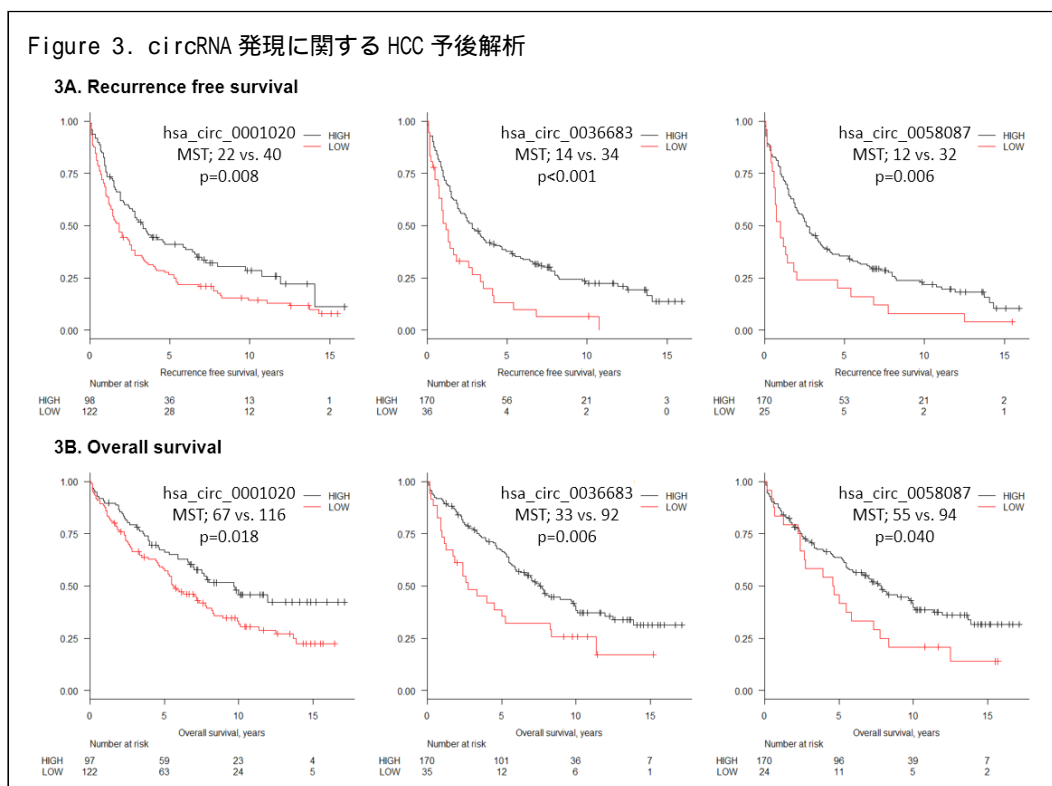 Figure 3. circRNA 発現に関する HCC 予後解析
3A. Recurrence free survival
1.00
0.75
0.50
0.25
0.00
hsa_circ_0001020
MST; 22 vs. 40
p=0.008
HIGH
LOW
0 5 10 15
Recurrence free survival, years
Number at risk
HIGH 98 36 13 1
LOW 122 28 12 2
1.00
0.75
0.50
0.25
0.00
hsa_circ_0036683
MST; 14 vs. 34
p<0.001
HIGH
LOW
0 5 10 15
Recurrence free survival, years
Number at risk
HIGH 170 56 21 3
LOW 36 4 2 0
1.00
0.75
0.50
0.25
0.00
hsa_circ_0058087
MST; 12 vs. 32
p=0.006
HIGH
LOW
0 5 10 15
Recurrence free survival, years
Number at risk
HIGH 170 53 21 2
LOW 25 5 2 1
3B. Overall survival
1.00
0.75
0.50
0.25
0.00
hsa_circ_0001020
MST; 67 vs. 116
p=0.018
HIGH
LOW
0 5 10 15
Overall survival, years
Number at risk
HIGH 97 59 23 4
LOW 122 63 24 5
1.00
0.75
0.50
0.25
0.00
hsa_circ_0036683
MST; 33 vs. 92
p=0.006
HIGH
LOW
0 5 10 15
Overall survival, years
Number at risk
HIGH 170 101 36 7
LOW 35 12 6 1
1.00
0.75
0.50
0.25
0.00
hsa_circ_0058087
MST; 55 vs. 94
p=0.040
HIGH
LOW
0 5 10 15
Overall survival, years
Number at risk
HIGH 170 96 39 7
LOW 24 11 5 2